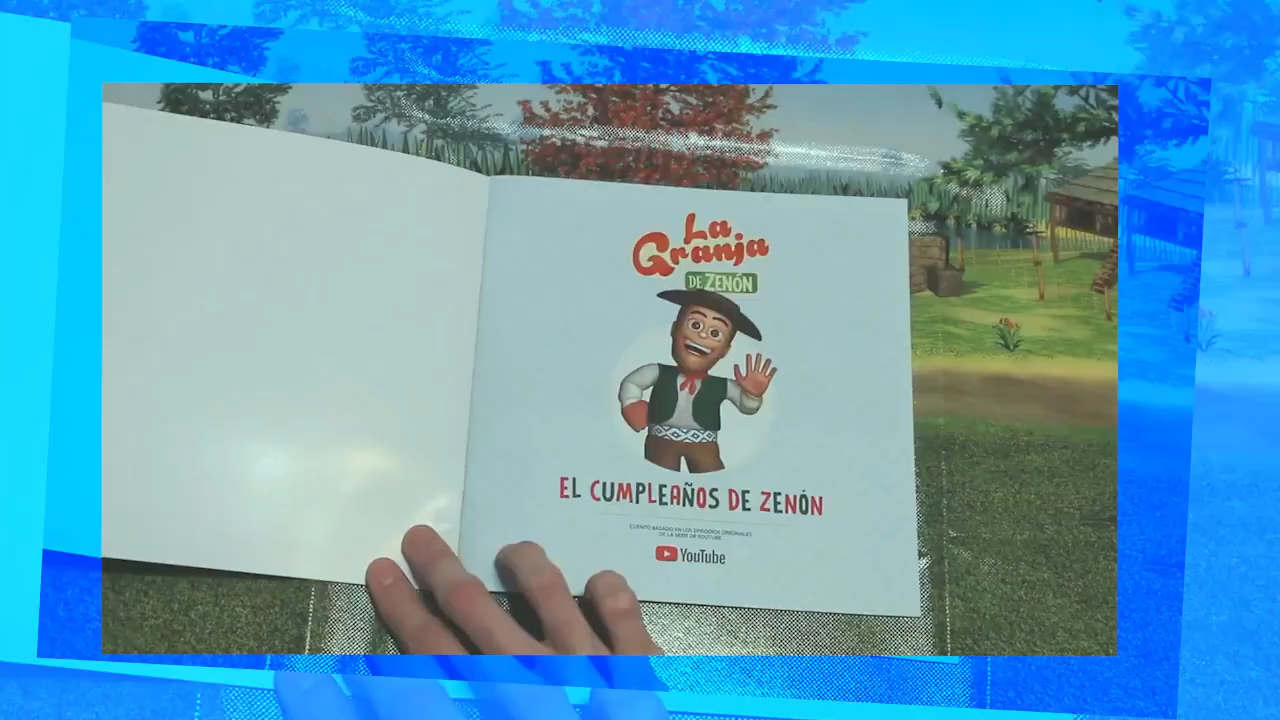 La
Granja
DE ZENÓN
EL CUMPLEAÑOS DE ZENÓN
CUENTO BASADO EN LOS EPISODIOS ORIGINALES
DE LA SERIE DE YOUTUBE
YouTube